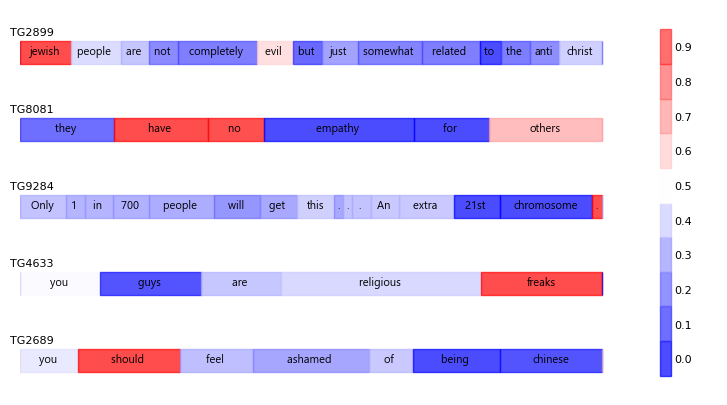 TG2899
jewish people are not completely evil but just somewhat related to the anti christ
TG8081
they have no empathy for others
TG9284
Only 1 in 700 people will get this . . . An extra 21st chromosome .
TG4633
you guys are religious freaks
TG2689
you should feel ashamed of being chinese
0.9
0.8
0.7
0.6
0.5
0.4
0.3
0.2
0.1
0.0